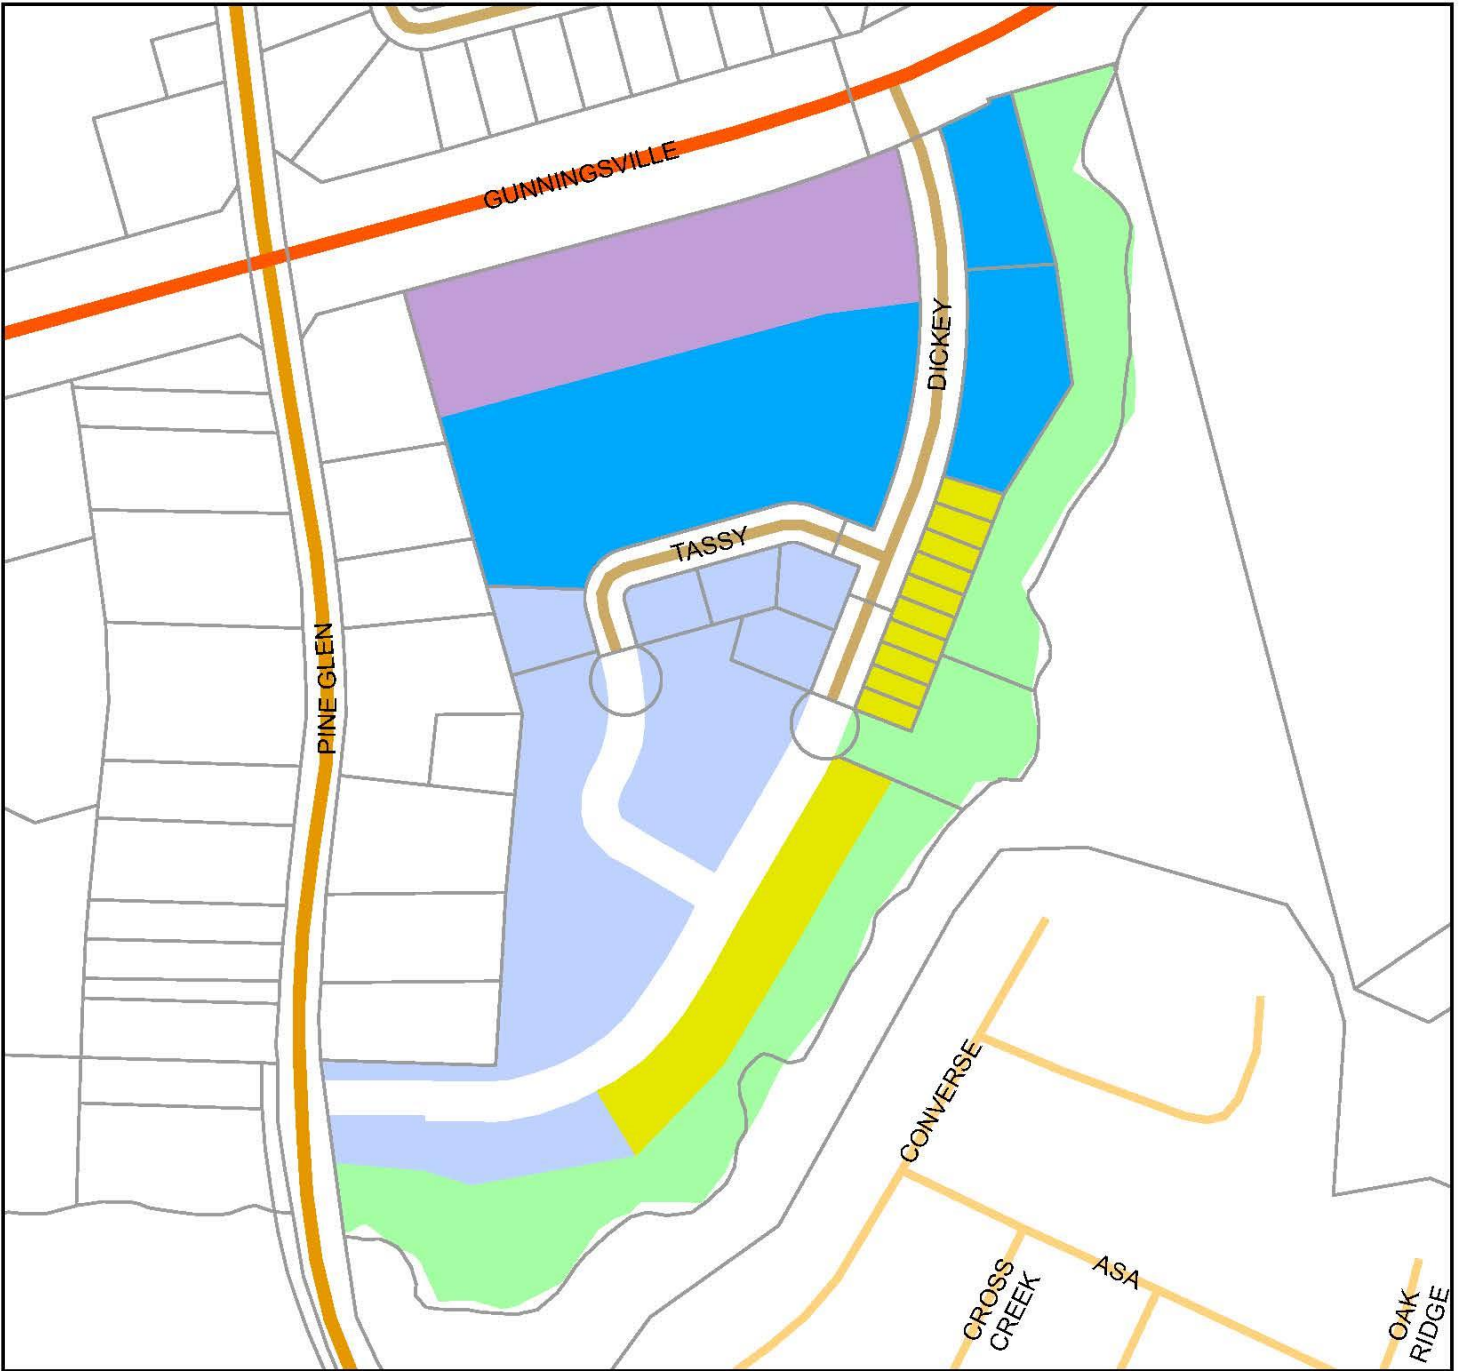 GUNNINGSVILLE
DICKEY
TASSY
PINE GLEN
CONVERSE
CROSS
CREEK
ASA
OAK
RIDGE